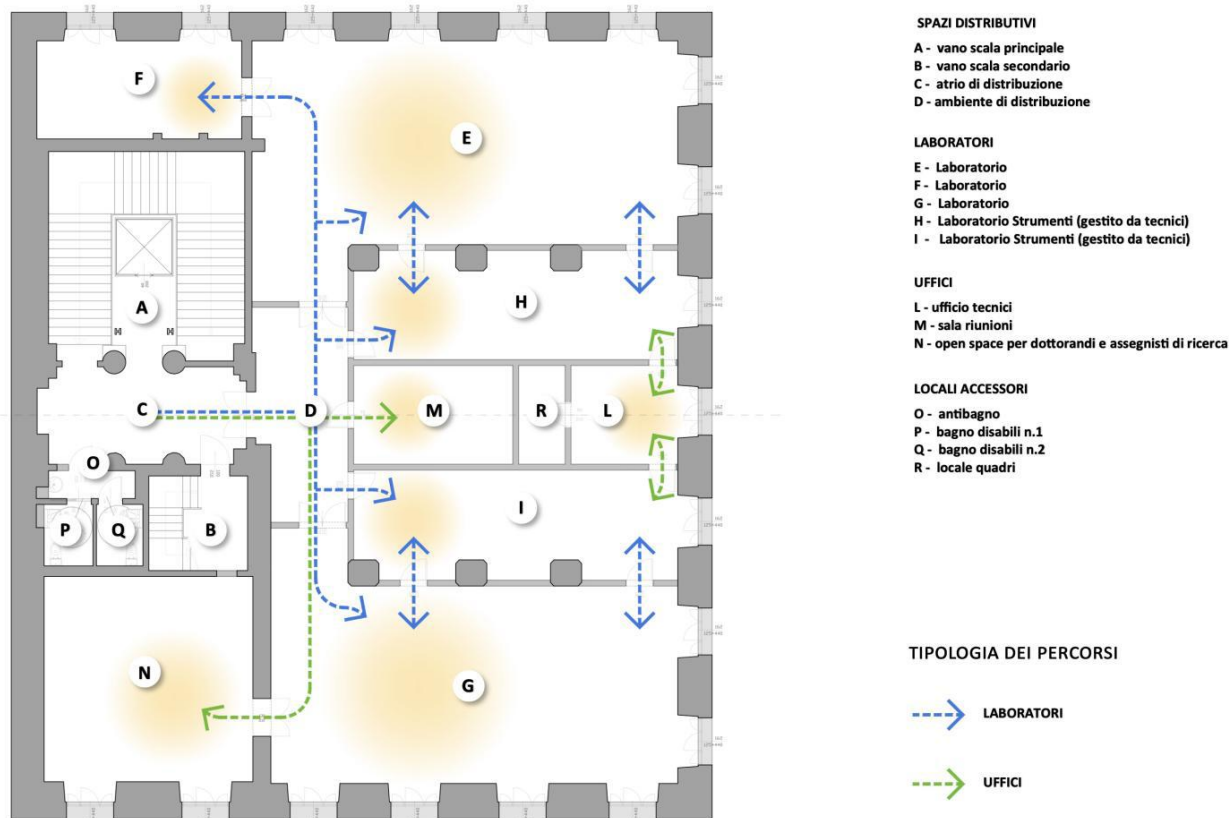 SPAZI DISTRIBUTIVI
A - vano scala principale
B - vano scala secondario
C - atrio di distribuzione
D - ambiente di distribuzione
LABORATORI
E - Laboratorio
F - Laboratorio
G - Laboratorio
H - Laboratorio Strumenti (gestito da tecnici)
I - Laboratorio Strumenti (gestito da tecnici)
UFFICI
L - ufficio tecnici
M - sala riunioni
N - open space per dottorandi e assegnisti di ricerca
LOCALI ACCESSORI
O - antibagno
P - bagno disabili n.1
Q - bagno disabili n.2
R - locale quadri
TIPOLOGIA DEI PERCORSI
LABORATORI
UFFICI
F
E
A
H
C
D
M
R
L
O
P
Q
B
I
N
G